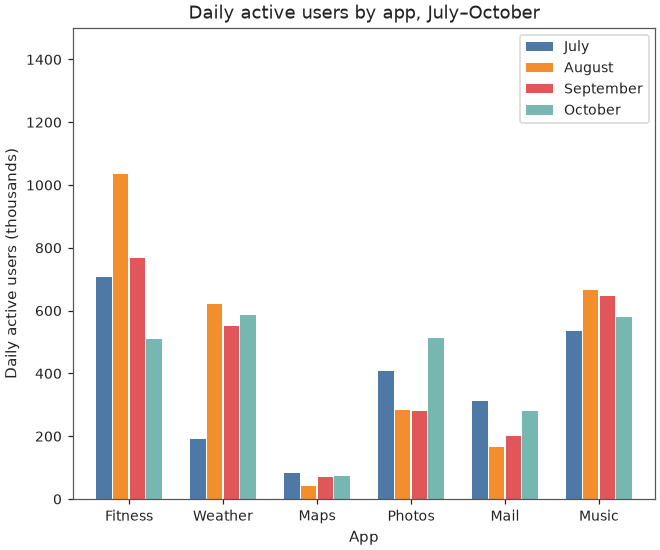 Daily active users by app, July–October
Daily active users (thousands)
1400
1200
1000
800
600
400
200
0
July
August
September
October
Fitness
Weather
Maps
Photos
Mail
Music
App